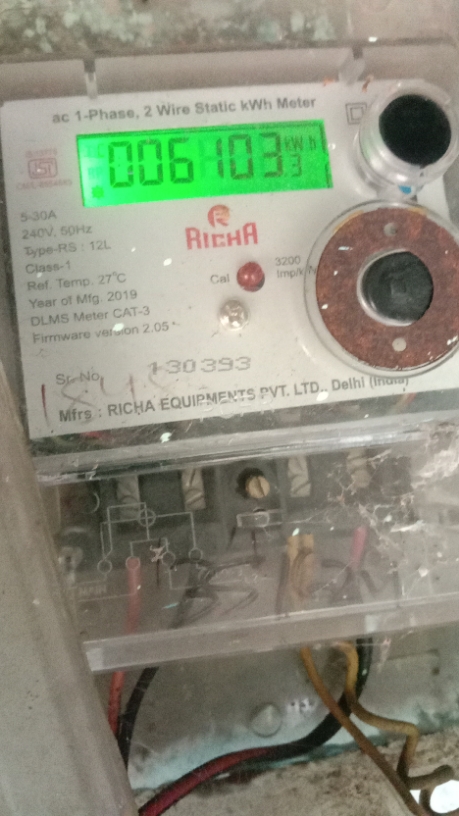 ac 1-Phase, 2 Wire Static kWh Meter
006103.3 kWh
5-30A
240V, 50Hz
Type-RS : 12L
Class-1
Ref. Temp. 27°C
Year of Mfg. 2019
DLMS Meter CAT-3
Firmware version 2.05
RICHA
Cal
3200
Imp/k
Sr. No. 130393
Mfrs : RICHA EQUIPMENTS PVT. LTD., Delhi (India)